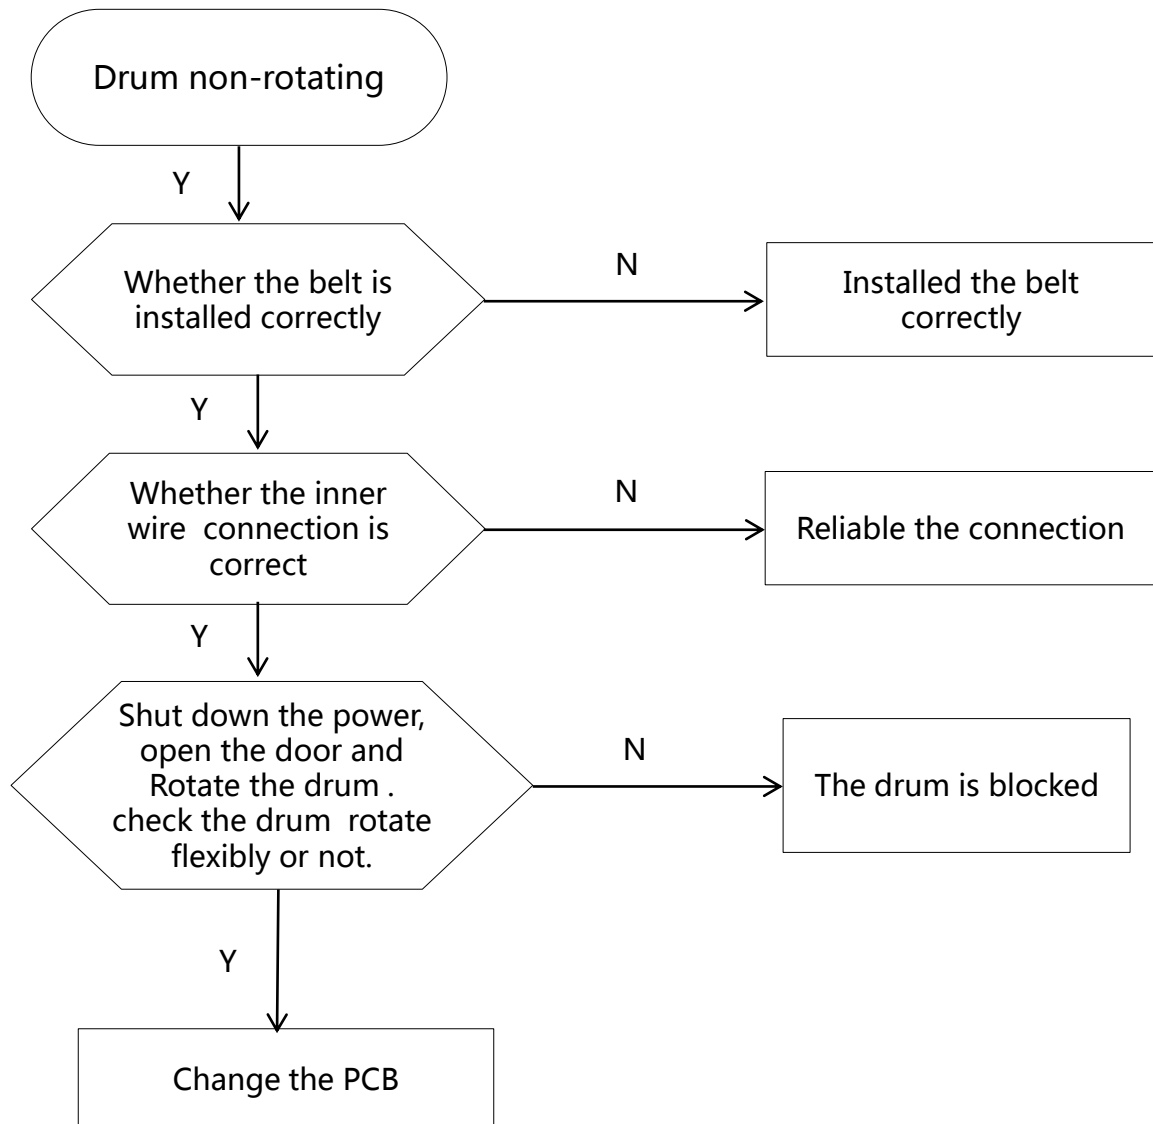 Drum non-rotating
Y
Whether the belt is
installed correctly
N
Installed the belt
correctly
Y
Whether the inner
wire connection is
correct
N
Reliable the connection
Y
Shut down the power,
open the door and
Rotate the drum .
check the drum rotate
flexibly or not.
N
The drum is blocked
Y
Change the PCB